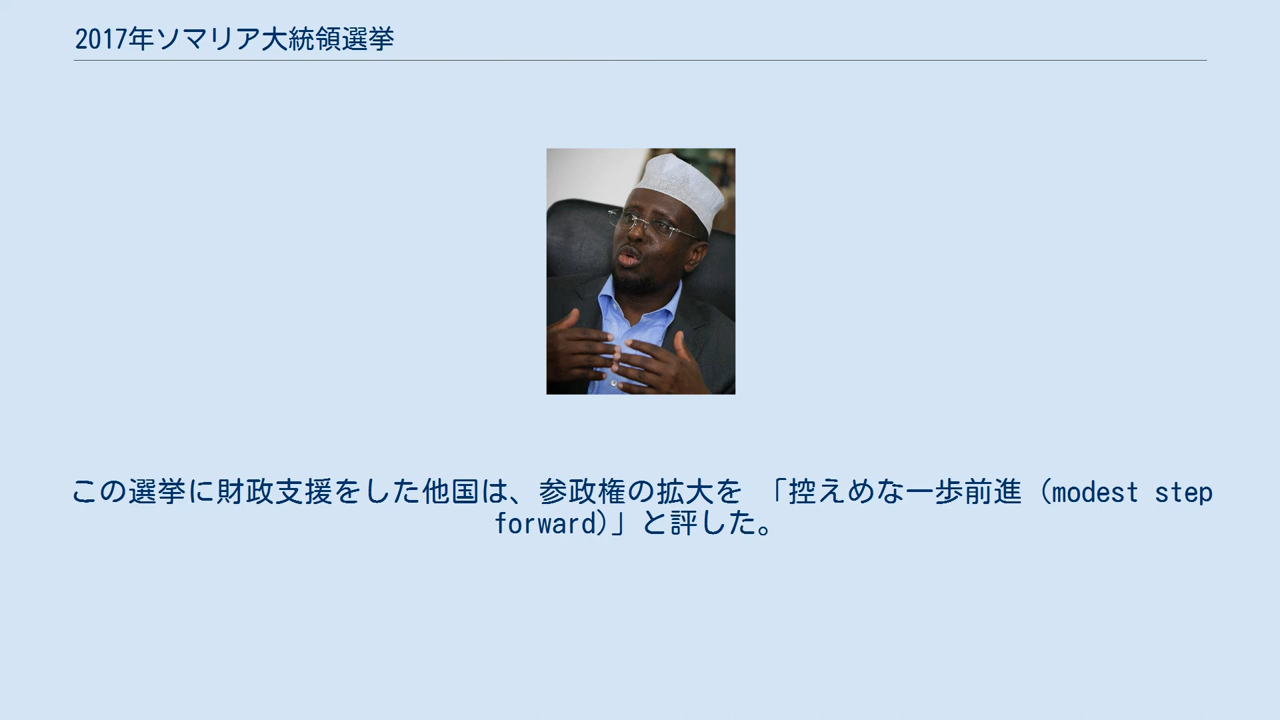 2017年ソマリア大統領選挙
この選挙に財政支援をした他国は、参政権の拡大を 「控えめな一歩前進 (modest step
forward)」と評した。